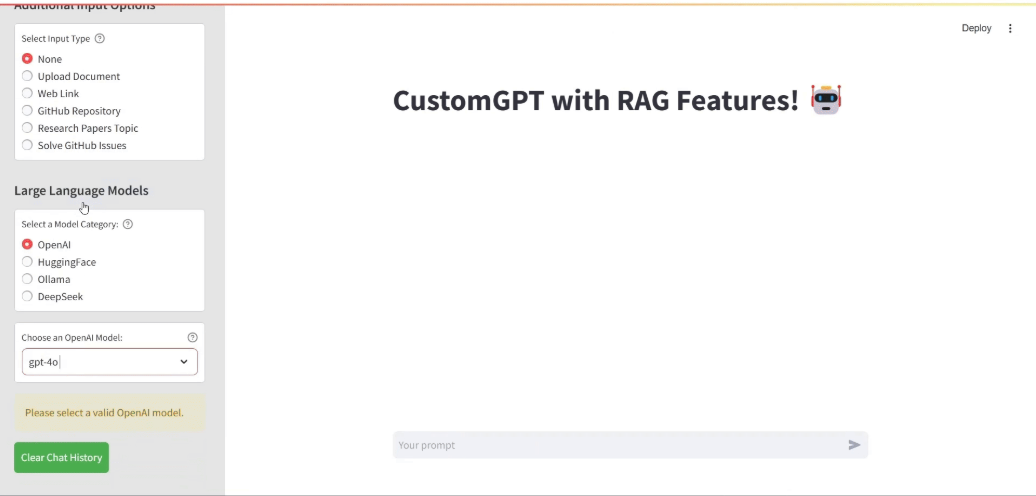 Additional Input Options
Select Input Type
None
Upload Document
Web Link
GitHub Repository
Research Papers Topic
Solve GitHub Issues
Large Language Models
Select a Model Category:
OpenAI
HuggingFace
Ollama
DeepSeek
Choose an OpenAI Model:
gpt-4o
Please select a valid OpenAI model.
Clear Chat History
Deploy
CustomGPT with RAG Features!
Your prompt